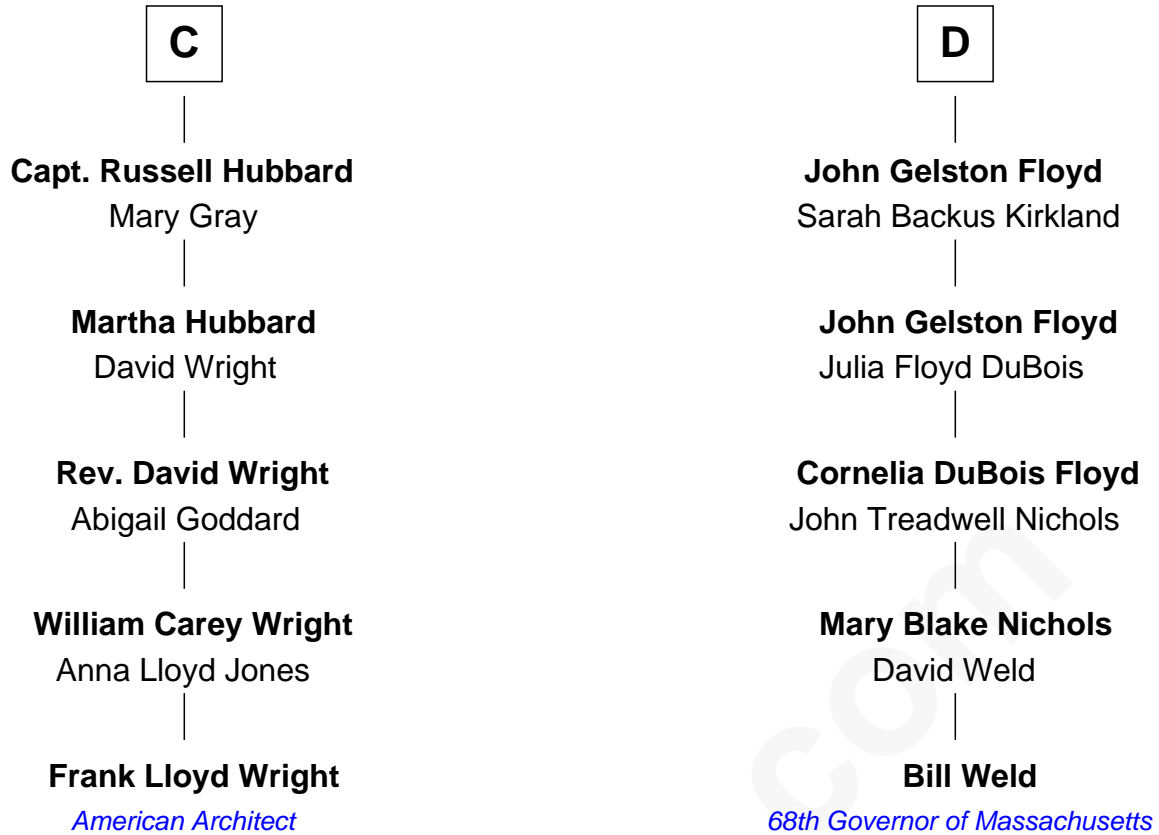 C
Capt. Russell Hubbard
Mary Gray
Martha Hubbard
David Wright
Rev. David Wright
Abigail Goddard
William Carey Wright
Anna Lloyd Jones
Frank Lloyd Wright
American Architect
D
John Gelston Floyd
Sarah Backus Kirkland
John Gelston Floyd
Julia Floyd DuBois
Cornelia DuBois Floyd
John Treadwell Nichols
Mary Blake Nichols
David Weld
Bill Weld
68th Governor of Massachusetts
com